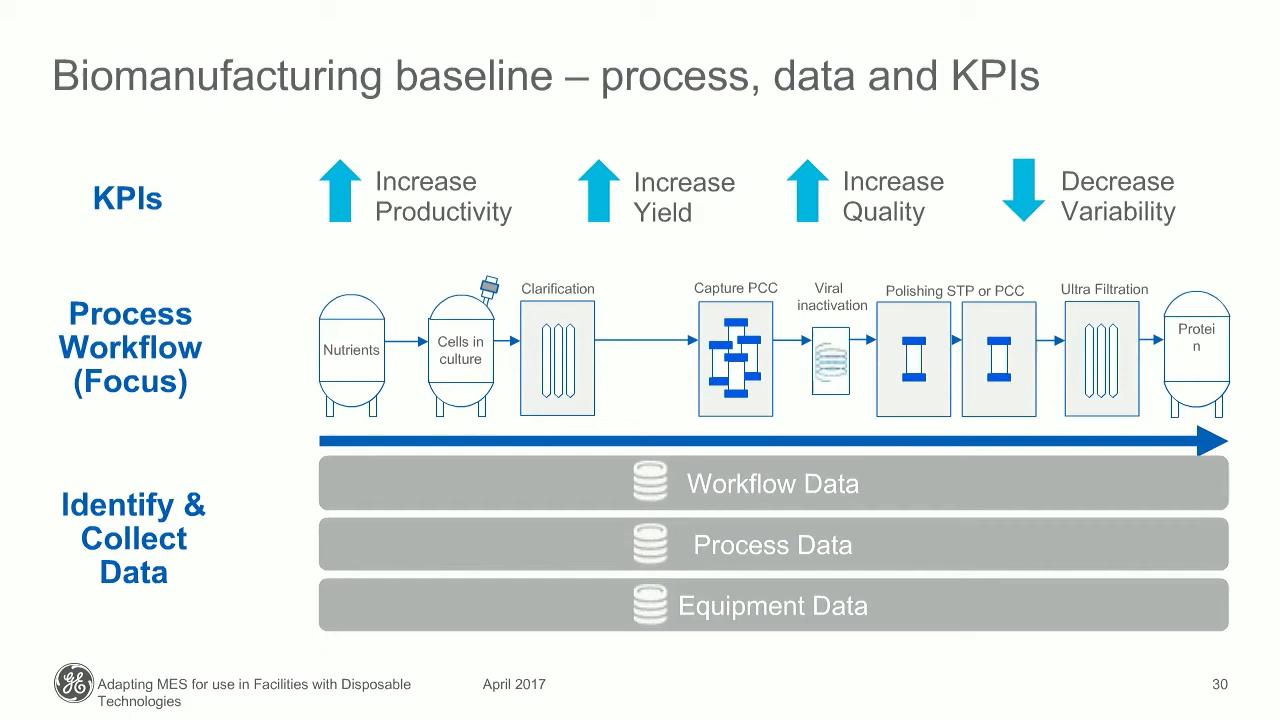 Biomanufacturing baseline – process, data and KPIs
KPIs
Increase
Productivity
Increase
Yield
Increase
Quality
Decrease
Variability
Process
Workflow
(Focus)
Nutrients
Cells in
culture
Clarification
Capture PCC
Viral
inactivation
Polishing STP or PCC
Ultra Filtration
Protei
n
Identify &
Collect
Data
Workflow Data
Process Data
Equipment Data
GE
Adapting MES for use in Facilities with Disposable
Technologies
April 2017
30